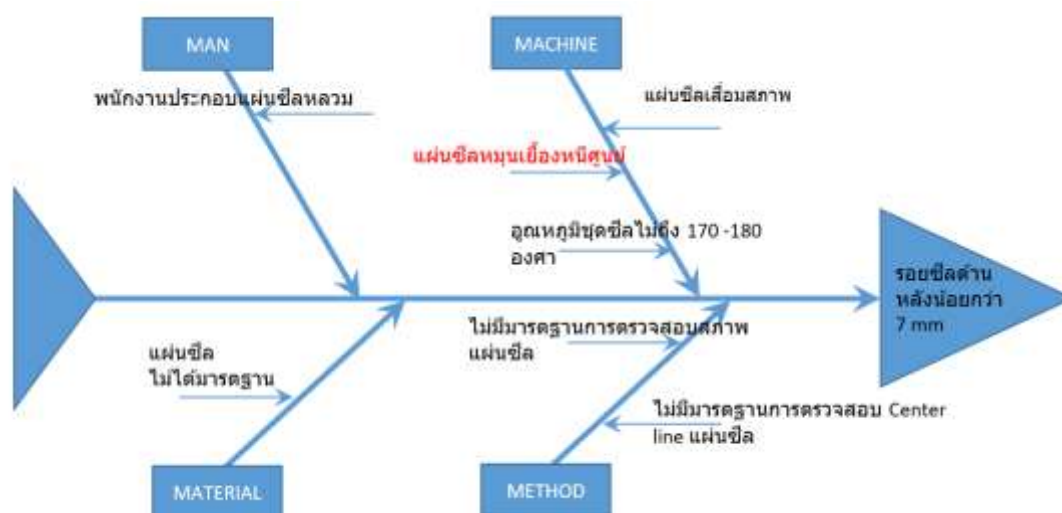 MAN
MACHINE
พนักงานประกอบแผ่นซีลหลวม
แผ่นซีลเสื่อมสภาพ
แผ่นซีลหมุนเยื้องหนีศูนย์
อูณหภูมิชุดซีลไม่ถึง 170 -180
องศา
รอยซีลด้าน
หลังน้อยกว่า
7 mm
ไม่มีมารตฐานการตรวจสอบสภาพ
แผ่นซีล
แผ่นซีล
ไม่ได้มารตฐาน
ไม่มีมารตฐานการตรวจสอบ Center
line แผ่นซีล
MATERIAL
METHOD